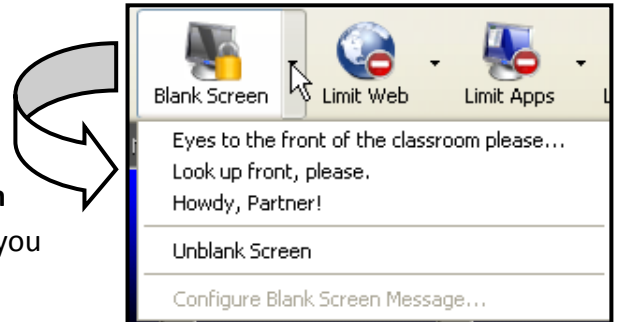 Blank Screen Limit Web Limit Apps L
Eyes to the front of the classroom please...
Look up front, please.
Howdy, Partner!
n
you
Unblank Screen
Configure Blank Screen Message...